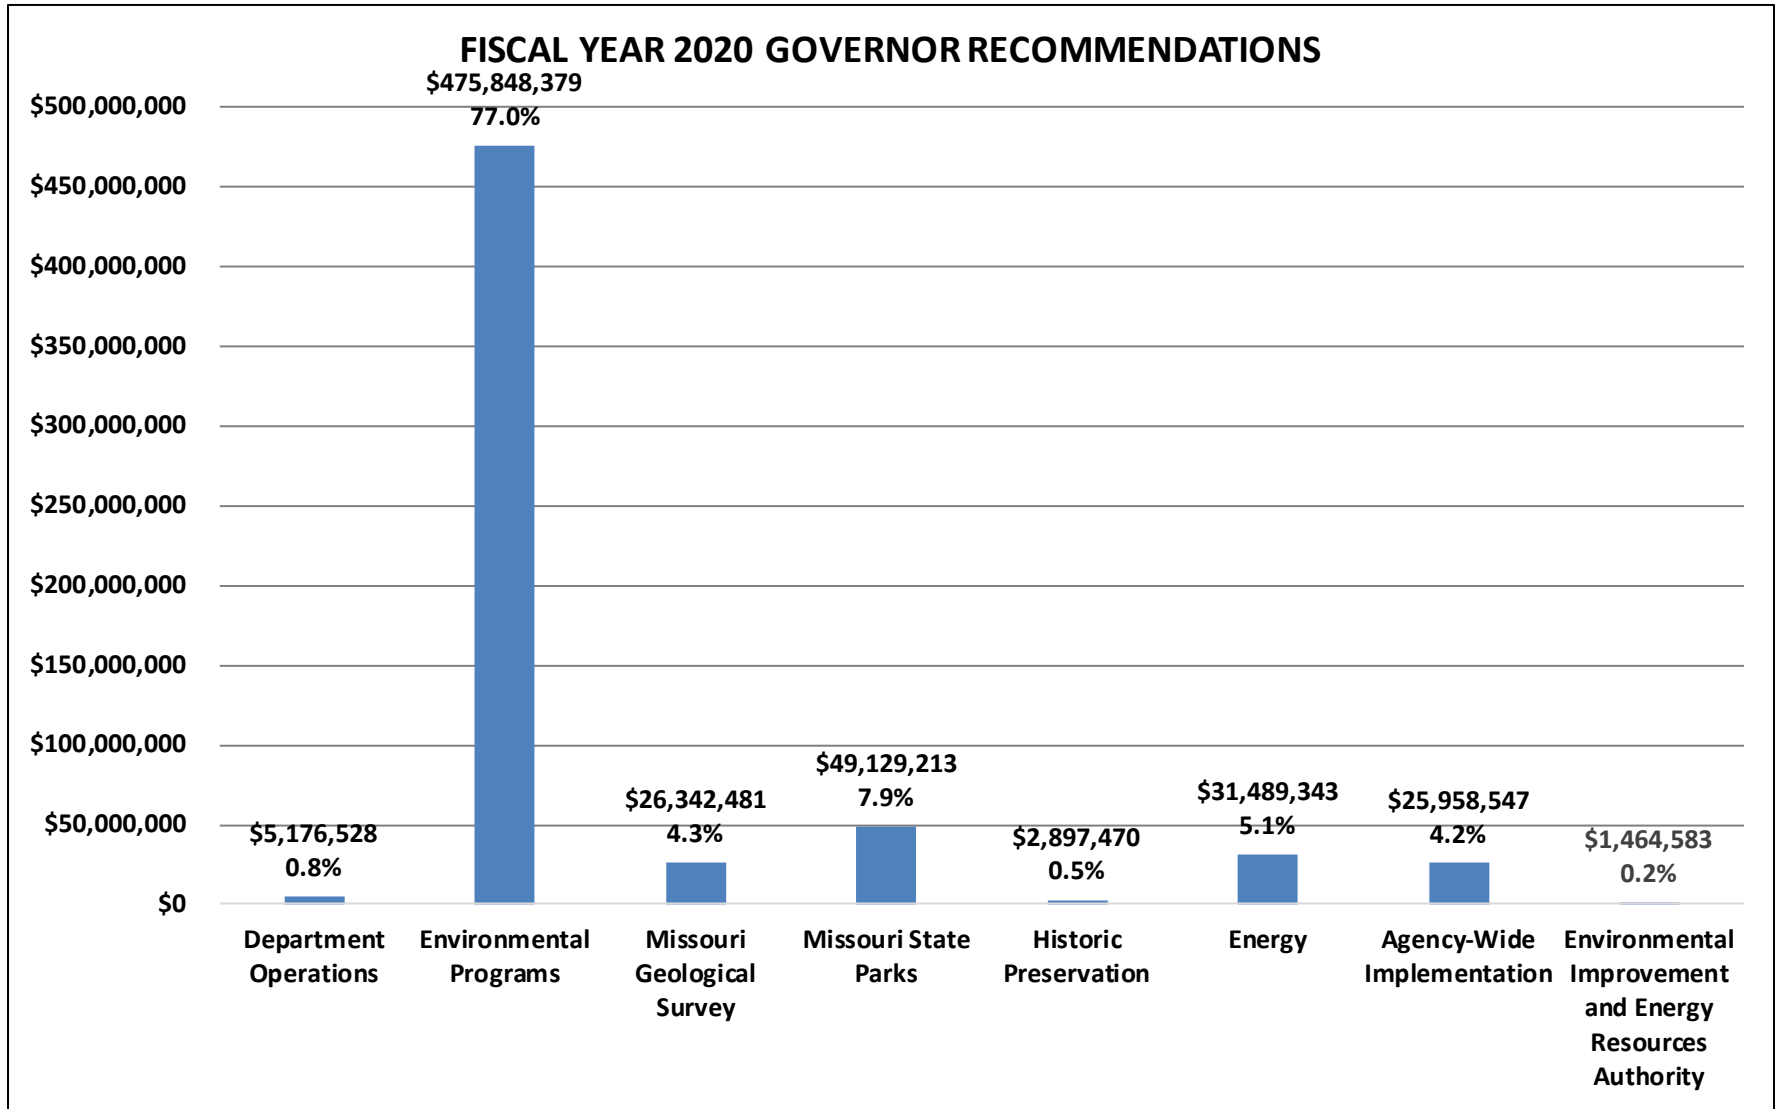 FISCAL YEAR 2020 GOVERNOR RECOMMENDATIONS
$475,848,379
77.0%
$500,000,000
$450,000,000
$400,000,000
$350,000,000
$300,000,000
$250,000,000
$200,000,000
$150,000,000
$100,000,000
$50,000,000
$0
$5,176,528
0.8%
$26,342,481
4.3%
$49,129,213
7.9%
$2,897,470
0.5%
$31,489,343
5.1%
$25,958,547
4.2%
$1,464,583
0.2%
Department
Operations
Environmental
Programs
Missouri
Geological
Survey
Missouri State
Parks
Historic
Preservation
Energy
Agency-Wide
Implementation
Environmental
Improvement
and Energy
Resources
Authority